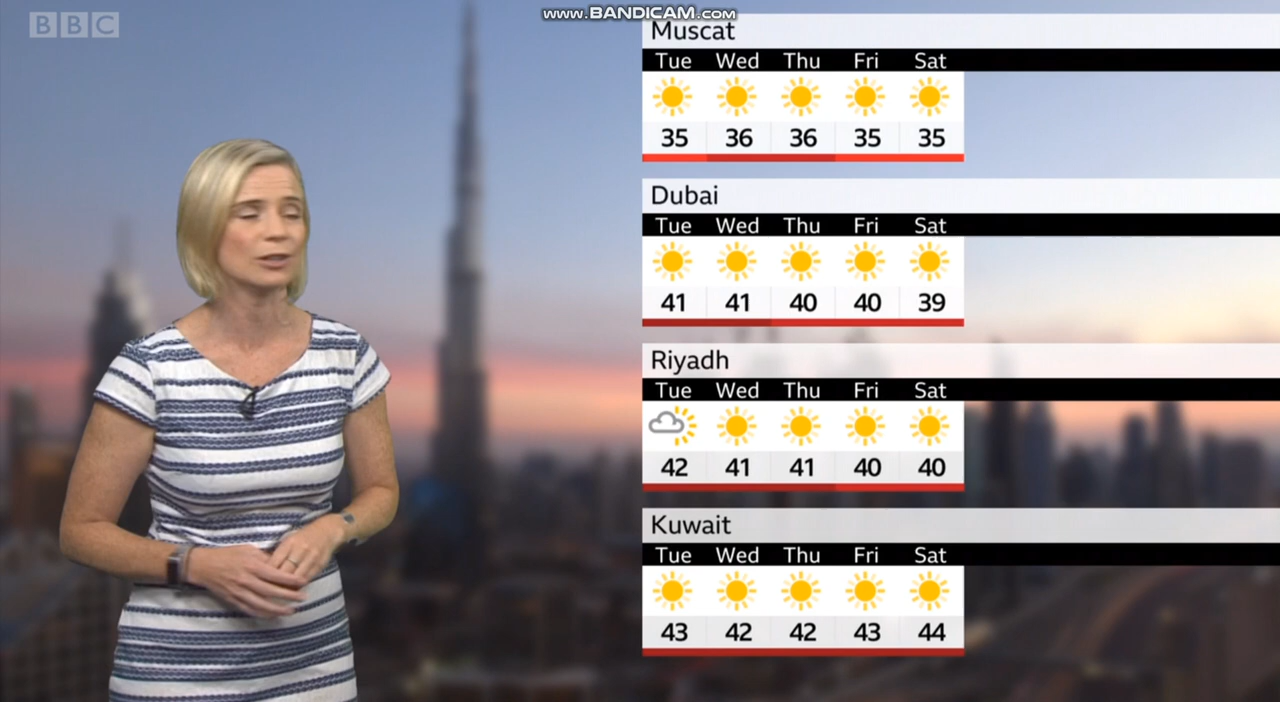 BBC
www.BANDICAM.com
Muscat
Tue Wed Thu Fri Sat
35 36 36 35 35
Dubai
Tue Wed Thu Fri Sat
41 41 40 40 39
Riyadh
Tue Wed Thu Fri Sat
42 41 41 40 40
Kuwait
Tue Wed Thu Fri Sat
43 42 42 43 44